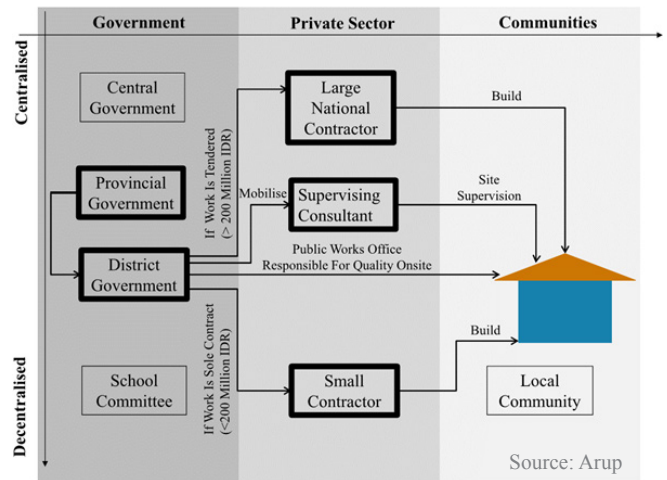 Government
Private Sector
Communities
Centralised
Decentralised
Central
Government
Large
National
Contractor
Build
If Work Is Tendered
(> 200 Million IDR)
Provincial
Government
Mobilise
Supervising
Consultant
Site
Supervision
District
Government
Public Works Office
Responsible For Quality Onsite
If Work Is Sole Contract
(<200 Million IDR)
Build
School
Committee
Small
Contractor
Local
Community
Source: Arup